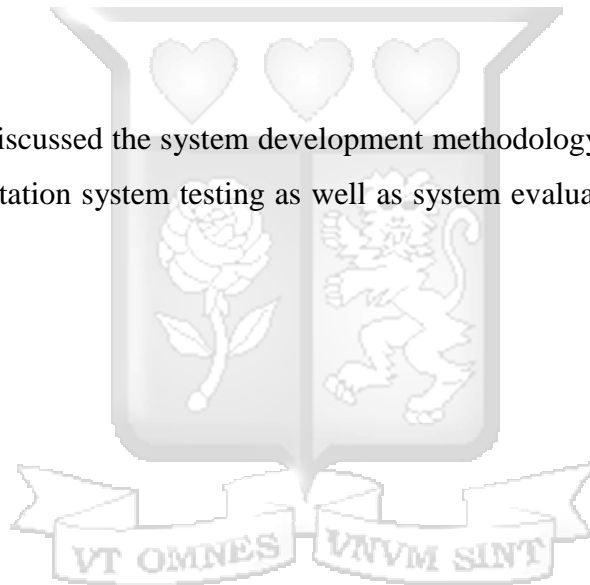 iscussed the system development methodology
tation system testing as well as system evalua
VT OMNES VNVM SINT